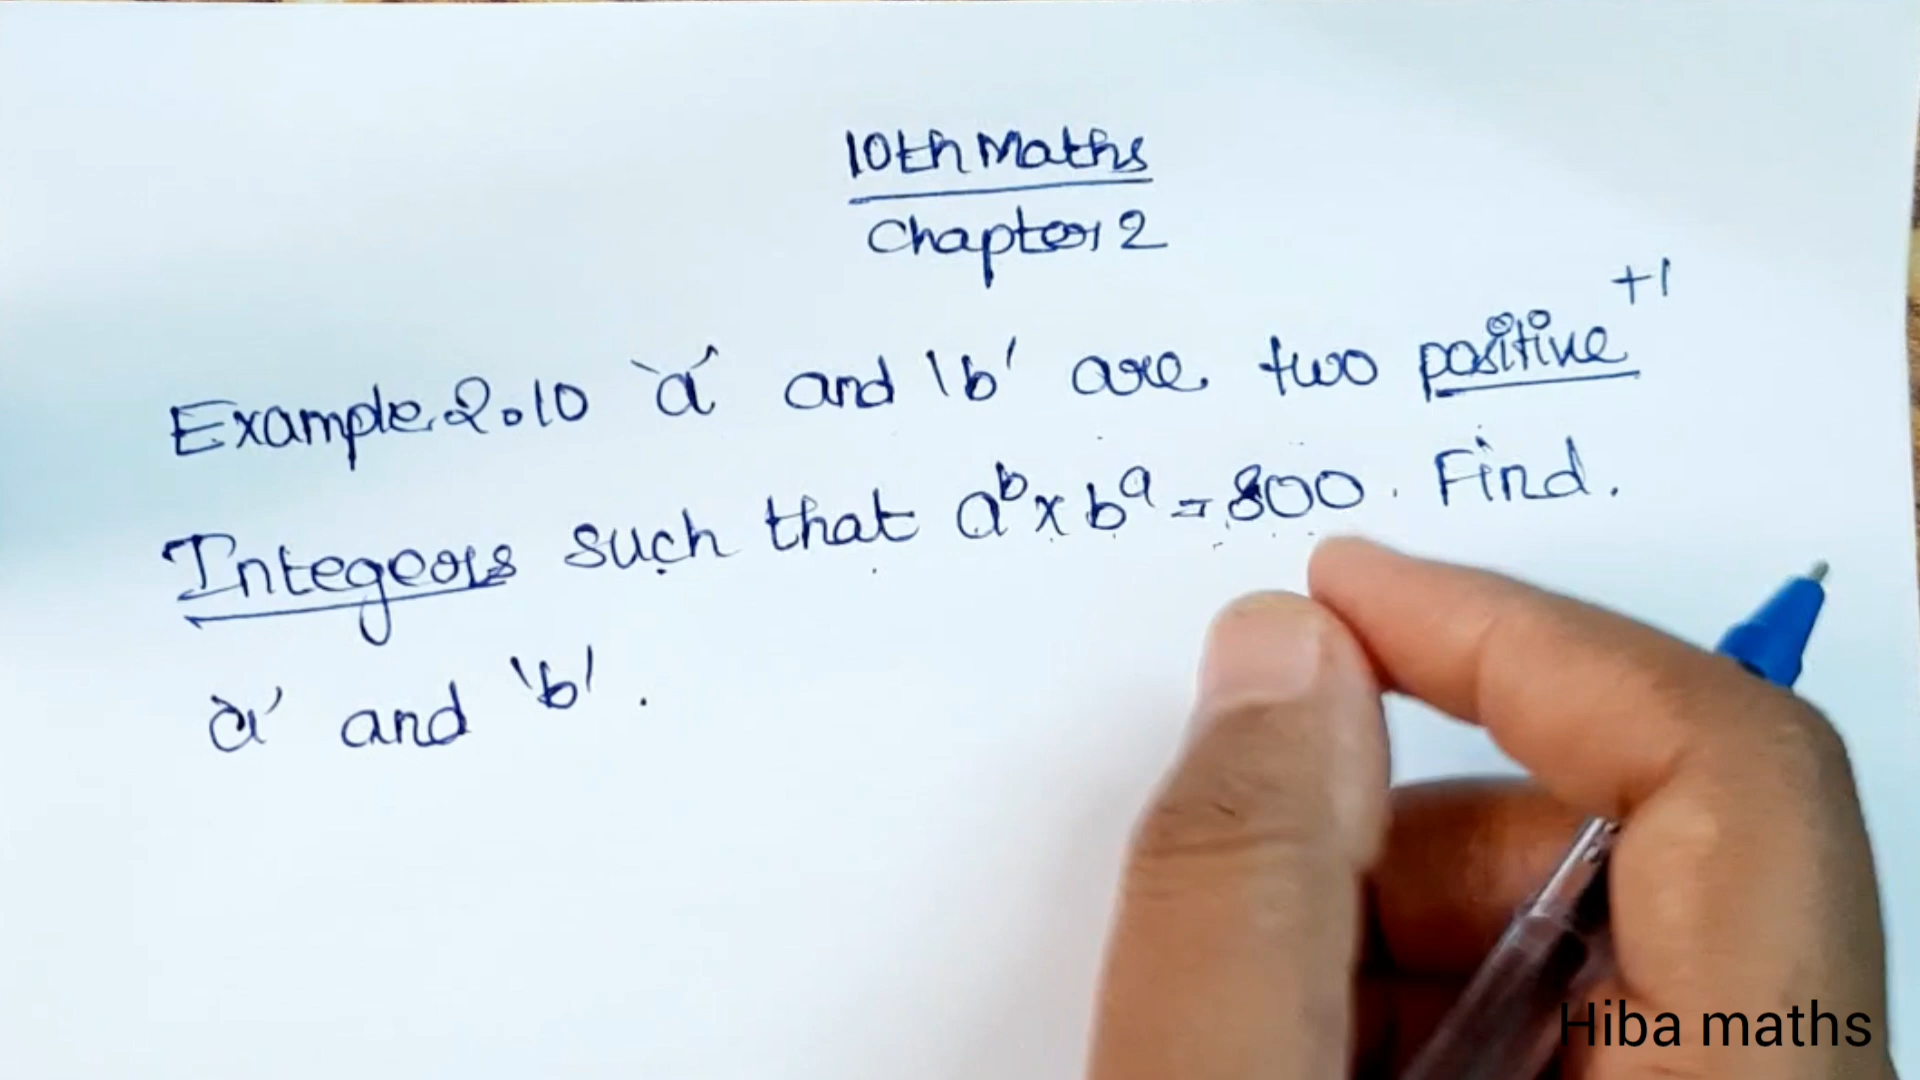 10th Maths
Chapter 2
+1
Example 2.10 'a' and 'b' are two positive
Integers such that a^b x b^a = 800. Find.
'a' and 'b'.
Hiba maths